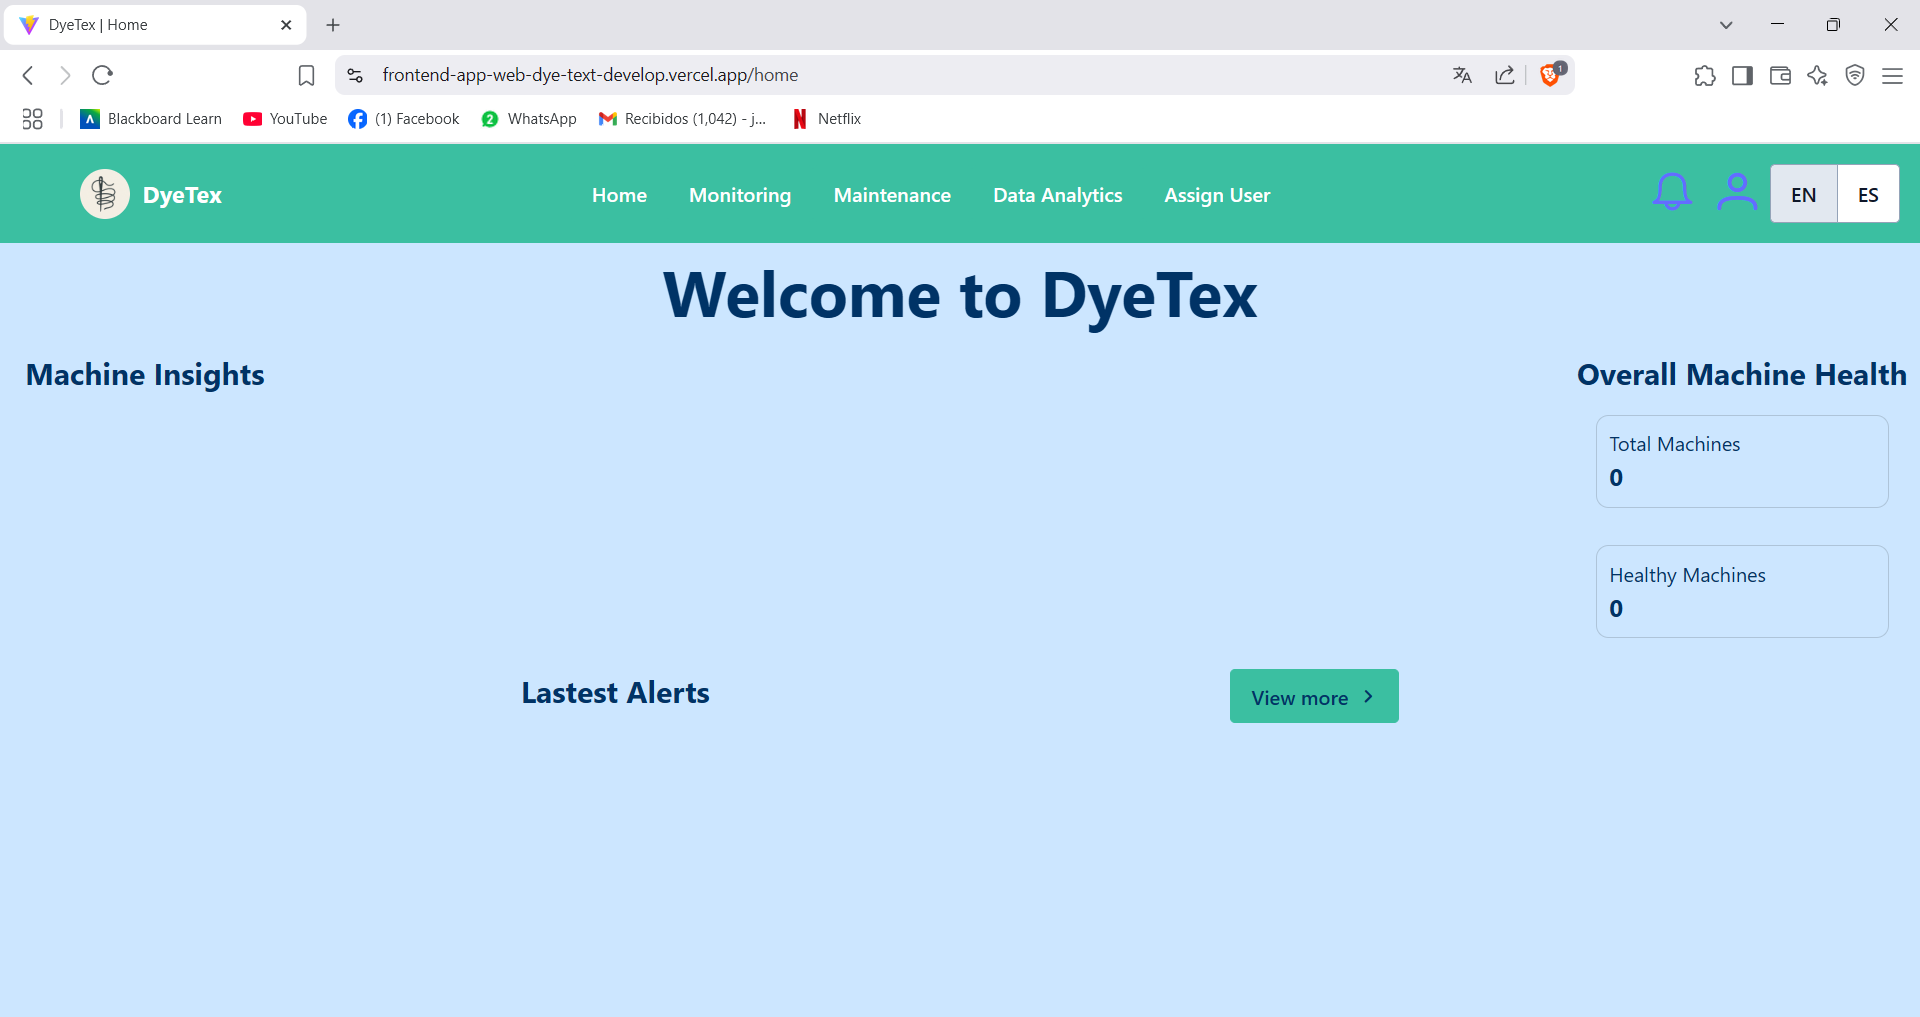 DyeTex | Home
frontend-app-web-dye-text-develop.vercel.app/home
1
Blackboard Learn
YouTube
(1) Facebook
2
WhatsApp
Recibidos (1,042) - j...
Netflix
DyeTex
Home
Monitoring
Maintenance
Data Analytics
Assign User
EN
ES
Welcome to DyeTex
Machine Insights
Overall Machine Health
Total Machines
0
Healthy Machines
0
Lastest Alerts
View more